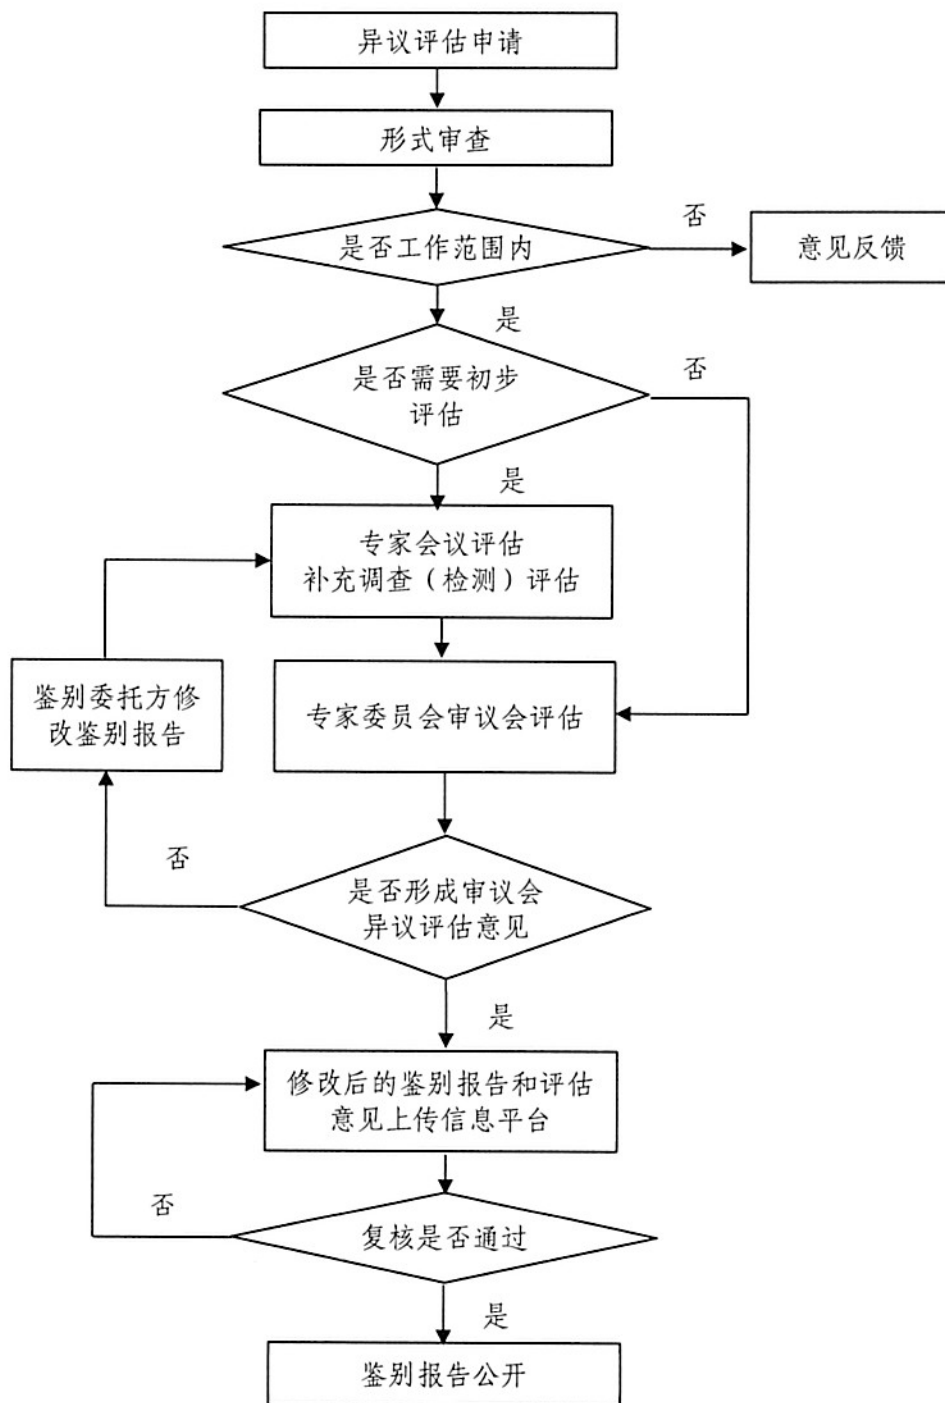 异议评估申请
形式审查
是否工作范围内
否
意见反馈
是
是否需要初步
评估
否
是
专家会议评估
补充调查（检测）评估
鉴别委托方修
改鉴别报告
专家委员会审议会评估
否
是否形成审议会
异议评估意见
是
修改后的鉴别报告和评估
意见上传信息平台
否
复核是否通过
是
鉴别报告公开